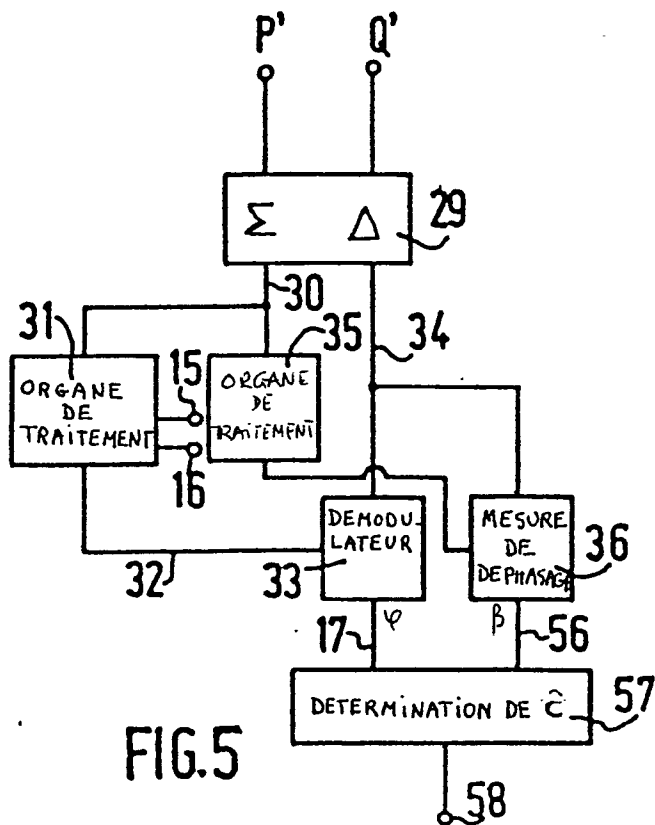 P' Q'
Σ Δ 29
30
31 35 34
ORGANE
DE
TRAITEMENT
15
16
ORGANE
DE
TRAITEMENT
32
DEMODU-
LATEUR
33
MESURE
DE
DEPHASAGE
36
17 φ β 56
DETERMINATION DE Ĉ 57
FIG.5
58